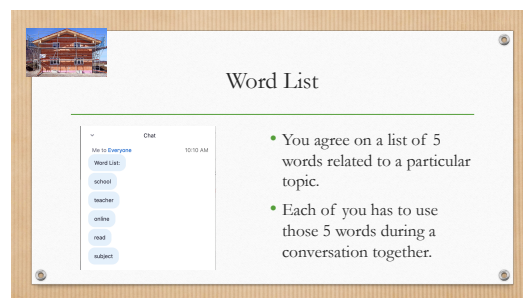 Word List
Chat
Me to Everyone 10:10 AM
Word List:
school
teacher
online
read
subject
• You agree on a list of 5
words related to a particular
topic.
• Each of you has to use
those 5 words during a
conversation together.